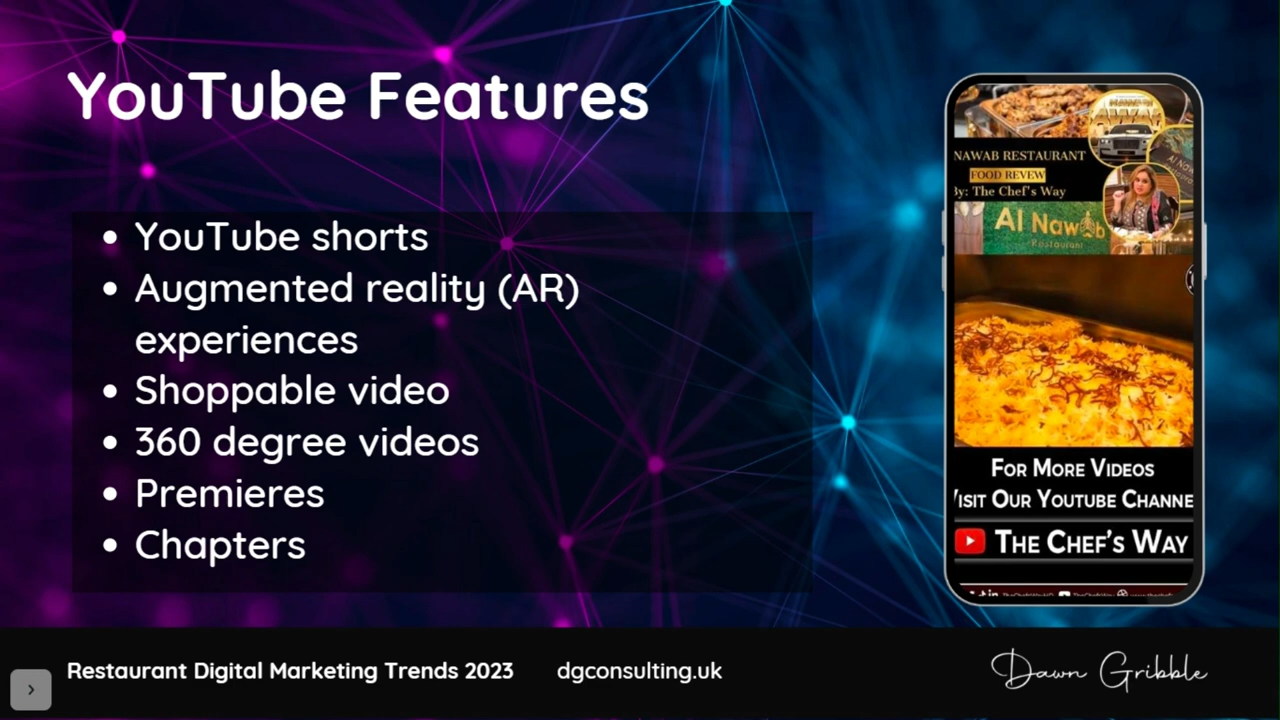 YouTube Features
• YouTube shorts
• Augmented reality (AR)
experiences
• Shoppable video
• 360 degree videos
• Premieres
• Chapters
NAWAB RESTAURANT
FOOD REVEW
By: The Chef's Way
Al Nawab
Restaurant
FOR MORE VIDEOS
VISIT OUR YOUTUBE CHANNE
THE CHEF'S WAY
Restaurant Digital Marketing Trends 2023
dgconsulting.uk
Dawn Gribble